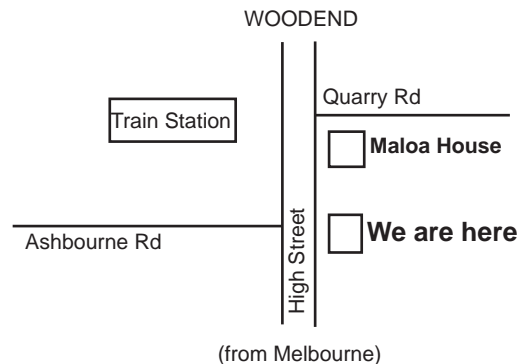 WOODEND
Quarry Rd
Train Station
Maloa House
We are here
Ashbourne Rd
High Street
(from Melbourne)